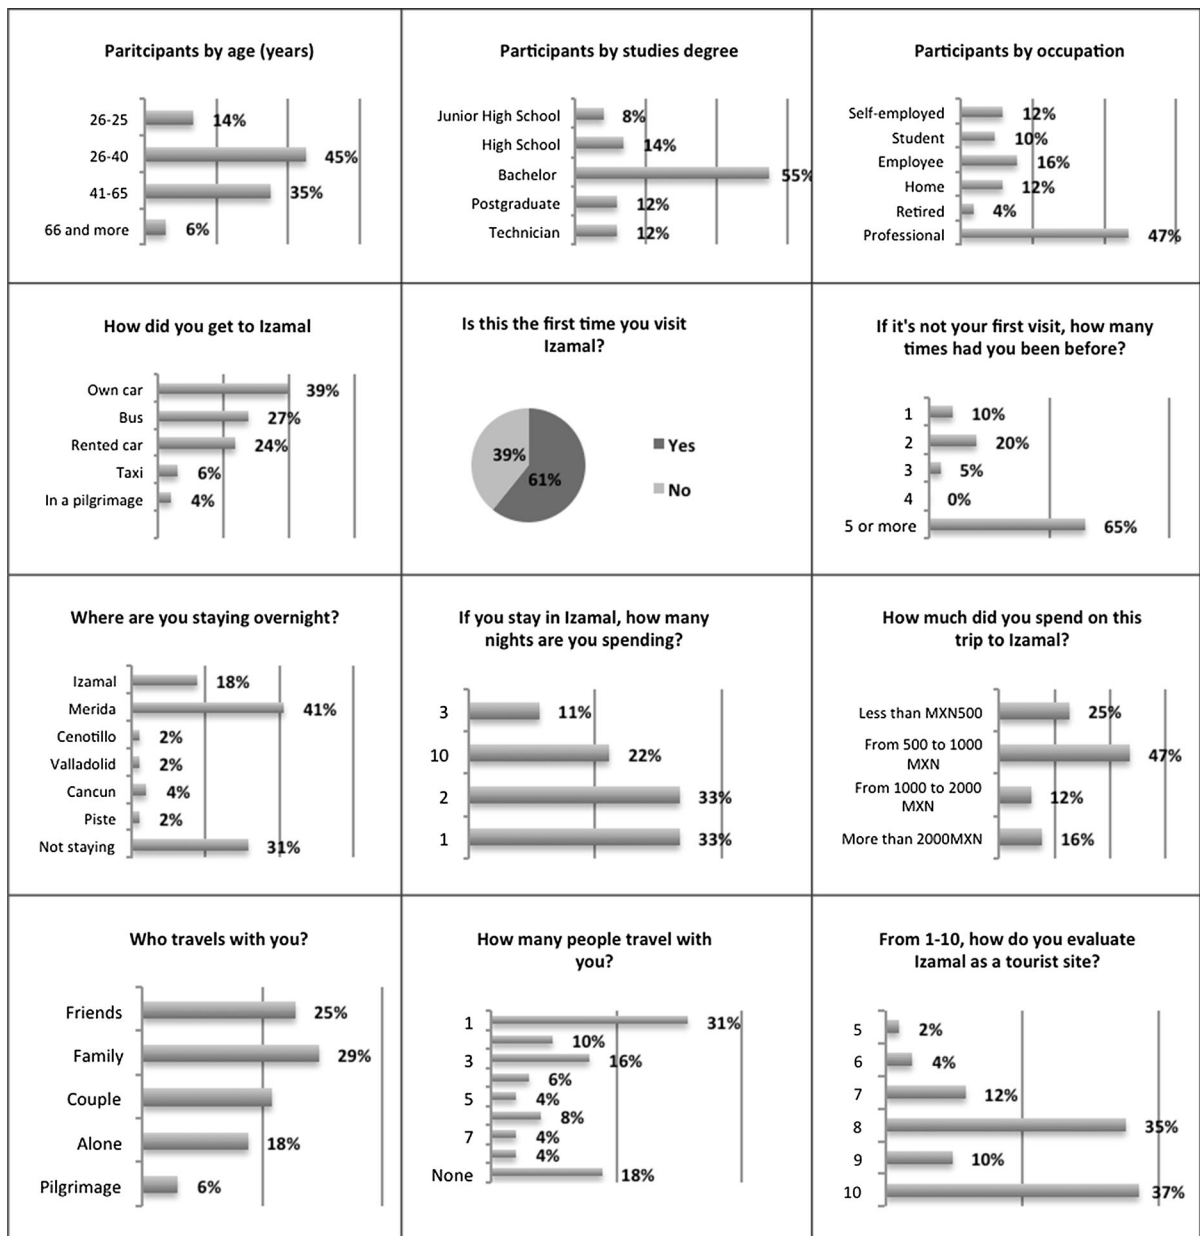 Paritcipants by age (years)
26-25 14%
26-40 45%
41-65 35%
66 and more 6%
Participants by studies degree
Junior High School 8%
High School 14%
Bachelor 55%
Postgraduate 12%
Technician 12%
Participants by occupation
Self-employed 12%
Student 10%
Employee 16%
Home 12%
Retired 4%
Professional 47%
How did you get to Izamal
Own car 39%
Bus 27%
Rented car 24%
Taxi 6%
In a pilgrimage 4%
Is this the first time you visit
Izamal?
39%
61%
Yes
No
If it's not your first visit, how many
times had you been before?
1 10%
2 20%
3 5%
4 0%
5 or more 65%
Where are you staying overnight?
Izamal 18%
Merida 41%
Cenotillo 2%
Valladolid 2%
Cancun 4%
Piste 2%
Not staying 31%
If you stay in Izamal, how many
nights are you spending?
3 11%
10 22%
2 33%
1 33%
How much did you spend on this
trip to Izamal?
Less than MXN500 25%
From 500 to 1000
MXN 47%
From 1000 to 2000
MXN 12%
More than 2000MXN 16%
Who travels with you?
Friends 25%
Family 29%
Couple
Alone 18%
Pilgrimage 6%
How many people travel with
you?
1 31%
10%
3 16%
6%
5 4%
8%
7 4%
4%
None 18%
From 1-10, how do you evaluate
Izamal as a tourist site?
5 2%
6 4%
7 12%
8 35%
9 10%
10 37%